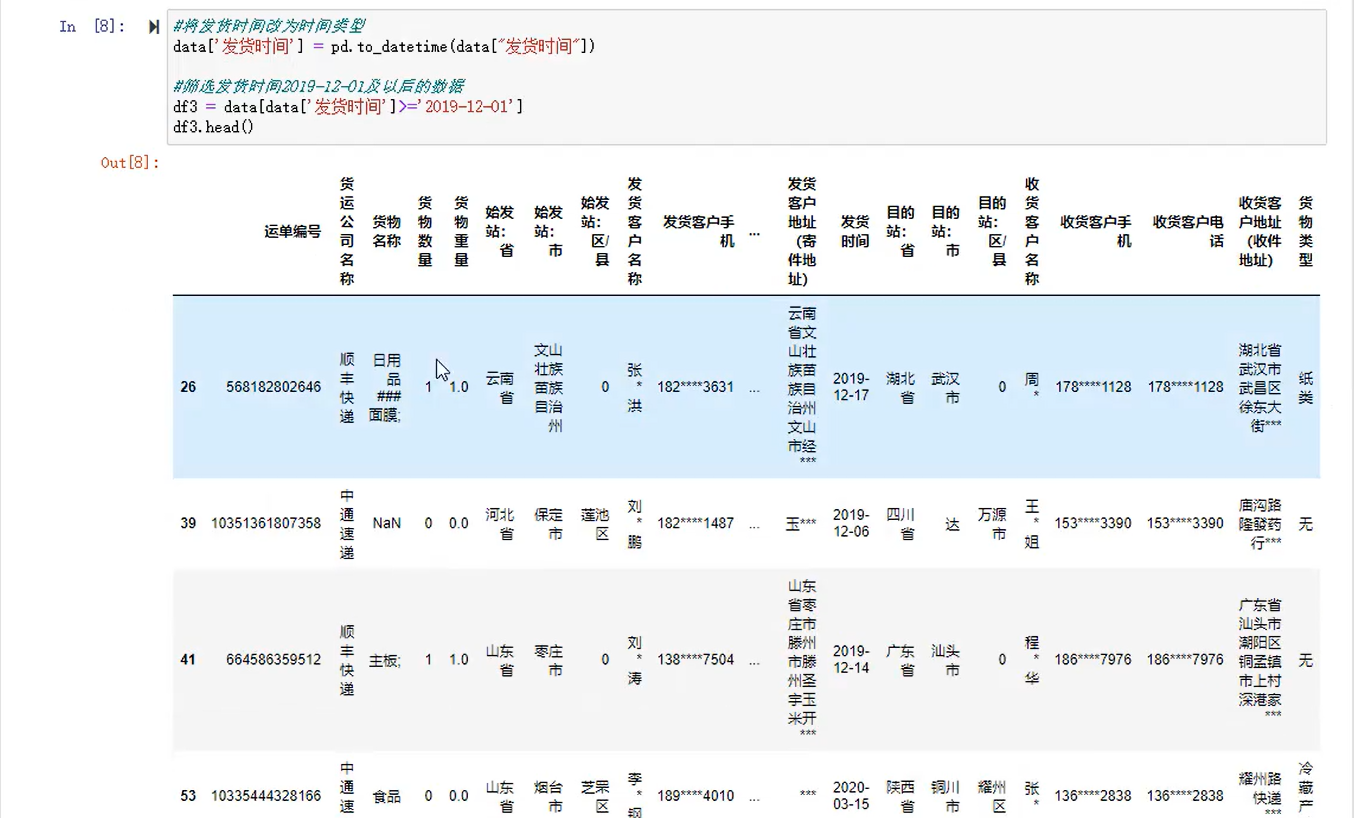 In [8]:
#将发货时间改为时间类型
data['发货时间'] = pd.to_datetime(data["发货时间"])
#筛选发货时间2019-12-01及以后的数据
df3 = data[data['发货时间']>='2019-12-01']
df3.head()
Out[8]:
运单编号 货运公司名称 货物名称 货物数量 货物重量 始发站：省 始发站：市 始发站：区/县 发货客户名称 发货客户手机 ... 发货客户地址（寄件地址） 发货时间 目的站：省 目的站：市 目的站：区/县 收货客户名称 收货客户手机 收货客户电话 收货客户地址(收件地址) 货物类型
26 568182802646 顺丰快递 日用品###面膜; 1 1.0 云南省 文山壮族苗族自治州 0 张*洪 182****3631 ... 云南省文山壮族苗族自治州文山市经*** 2019-12-17 湖北省 武汉市 0 周* 178****1128 178****1128 湖北省武汉市武昌区徐东大街*** 纸类
39 10351361807358 中通速递 NaN 0 0.0 河北省 保定市 莲池区 刘*鹏 182****1487 ... 玉*** 2019-12-06 四川省 达 万源市 王*姐 153****3390 153****3390 庙沟路隆發药行*** 无
41 664586359512 顺丰快递 主板; 1 1.0 山东省 枣庄市 0 刘*涛 138****7504 ... 山东省枣庄市滕州市滕州圣宇玉米开*** 2019-12-14 广东省 汕头市 0 程*华 186****7976 186****7976 广东省汕头市潮阳区铜盂镇市上村深港家*** 无
53 10335444328166 中通速 食品 0 0.0 山东省 烟台市 芝罘区 李*钢 189****4010 ... *** 2020-03-15 陕西省 铜川市 耀州区 张* 136****2838 136****2838 耀州路快递*** 冷藏产